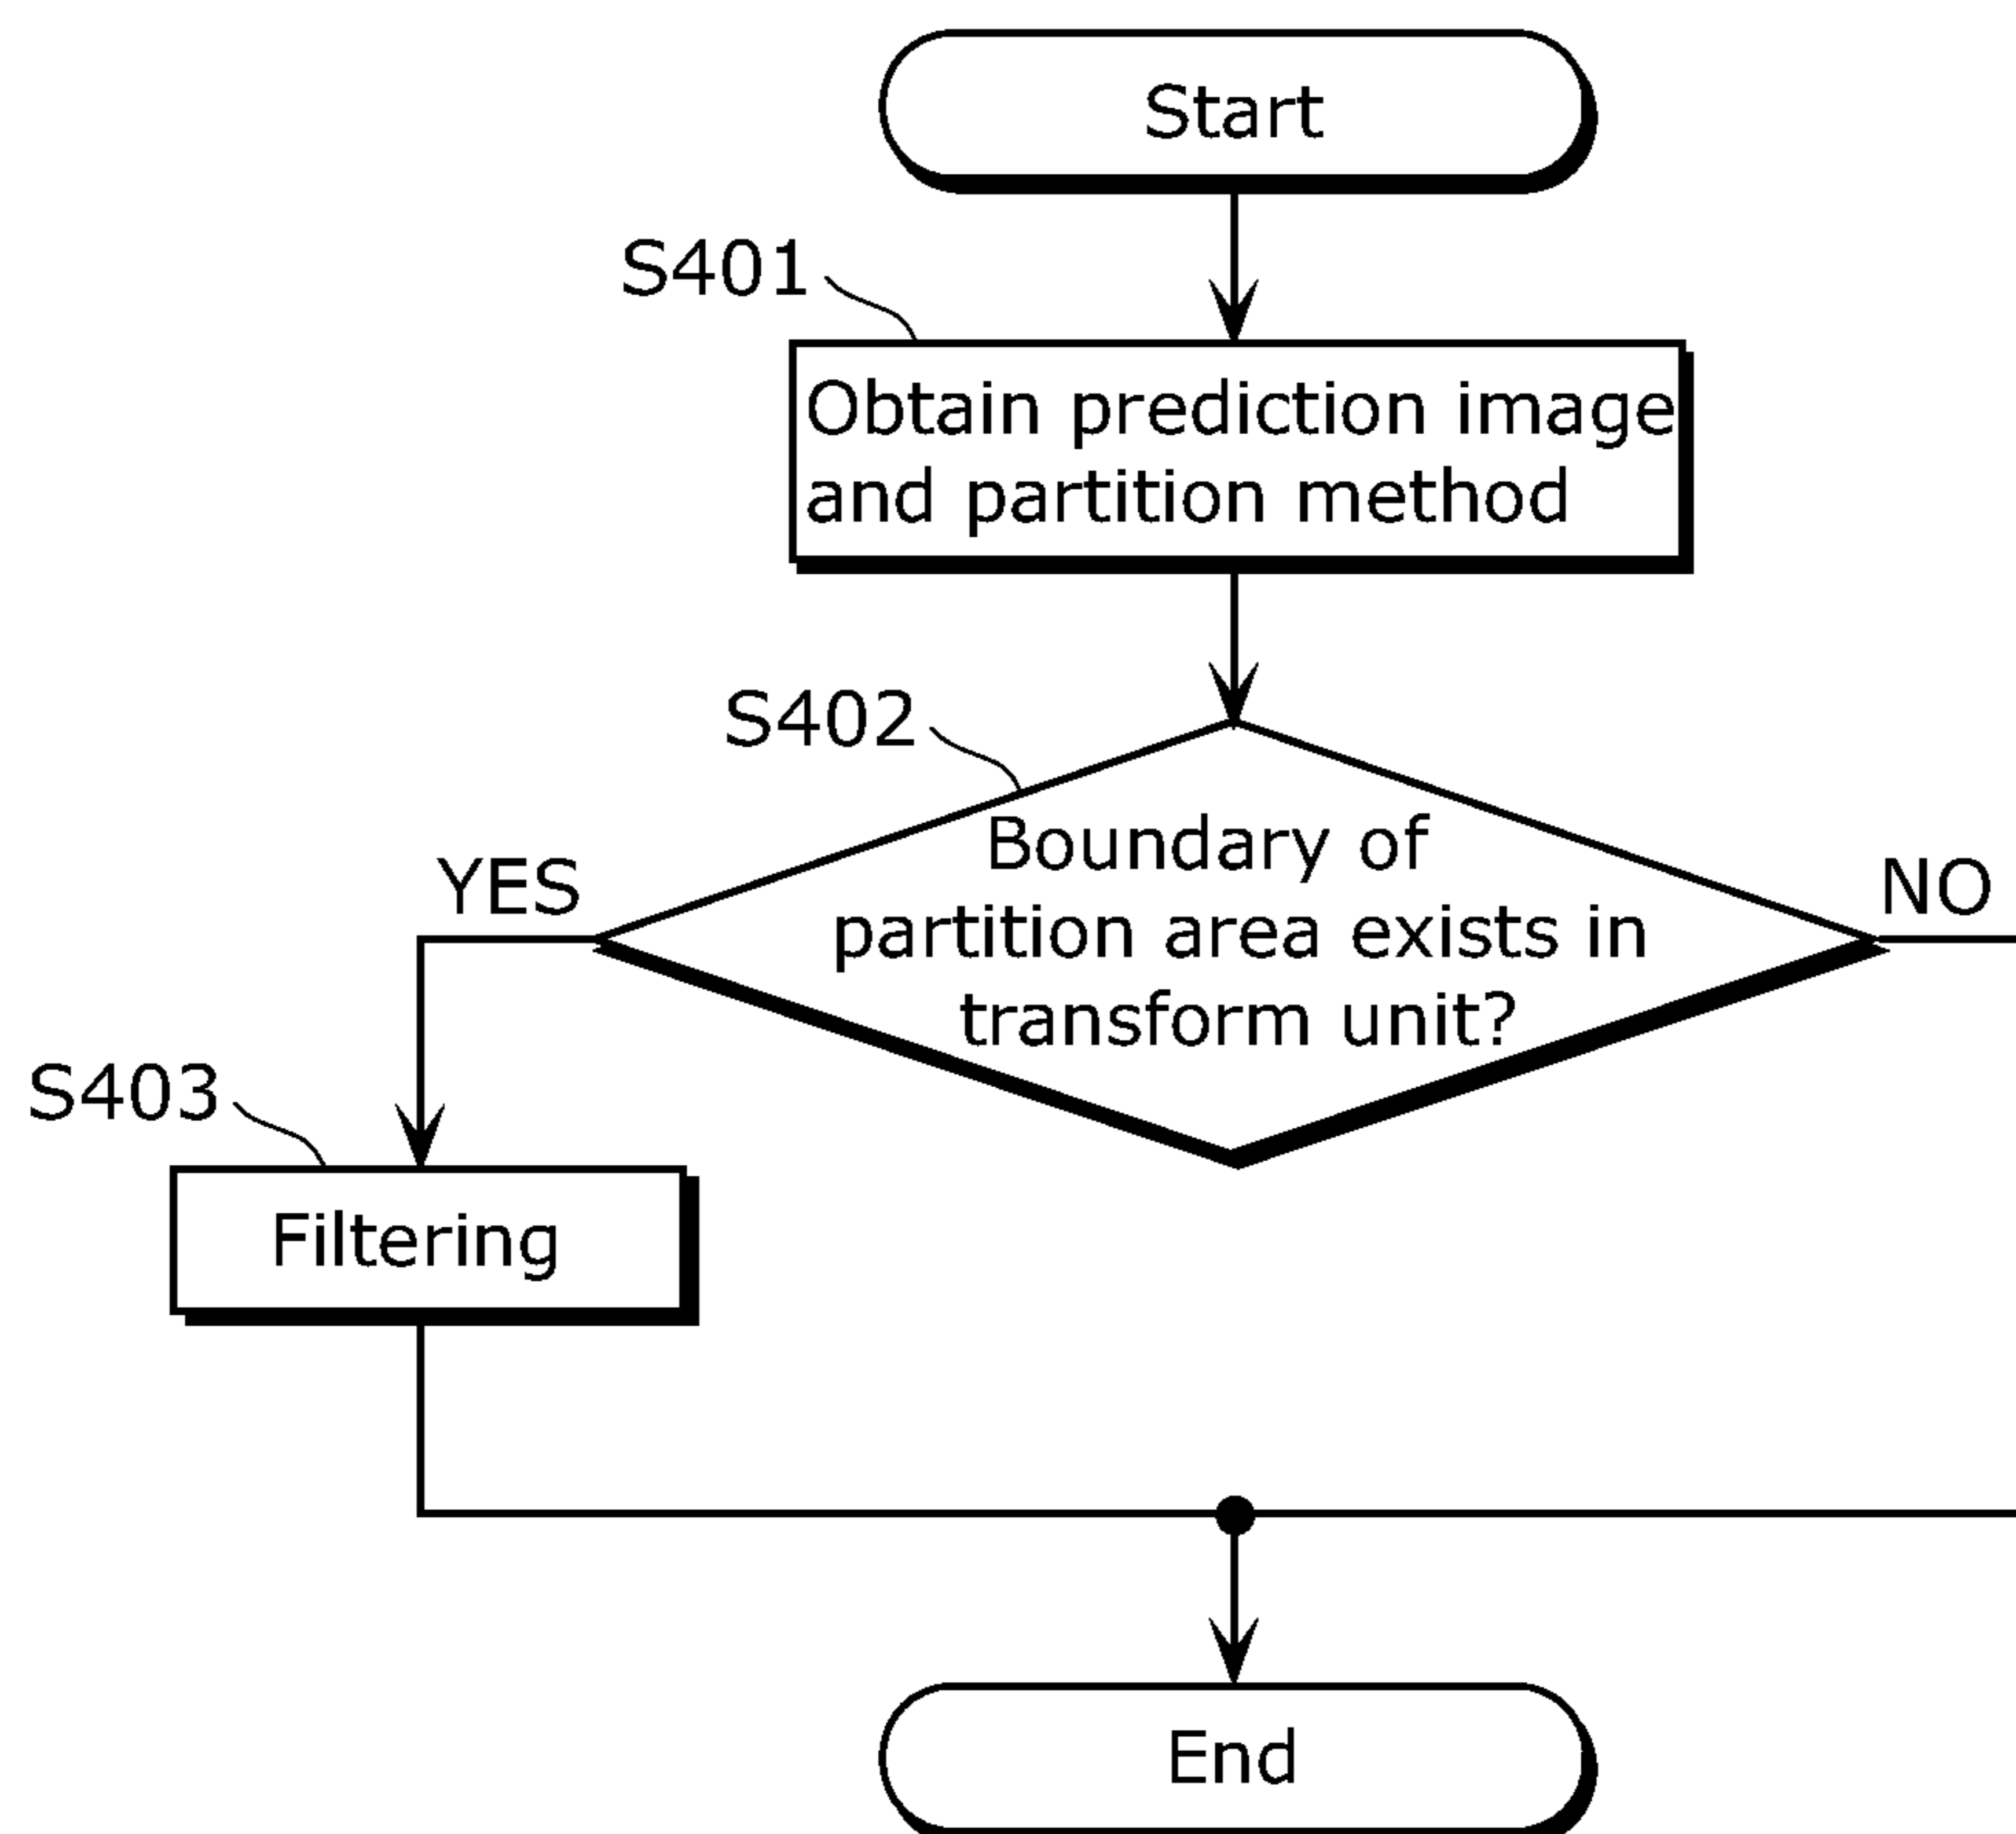 Start
S401
Obtain prediction image
and partition method
S402
Boundary of
partition area exists in
transform unit?
YES
NO
S403
Filtering
End